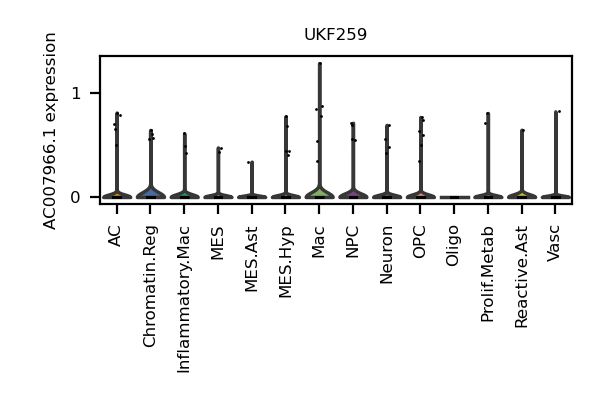 UKF259
AC007966.1 expression
1
0
AC
Chromatin.Reg
Inflammatory.Mac
MES
MES.Ast
MES.Hyp
Mac
NPC
Neuron
OPC
Oligo
Prolif.Metab
Reactive.Ast
Vasc